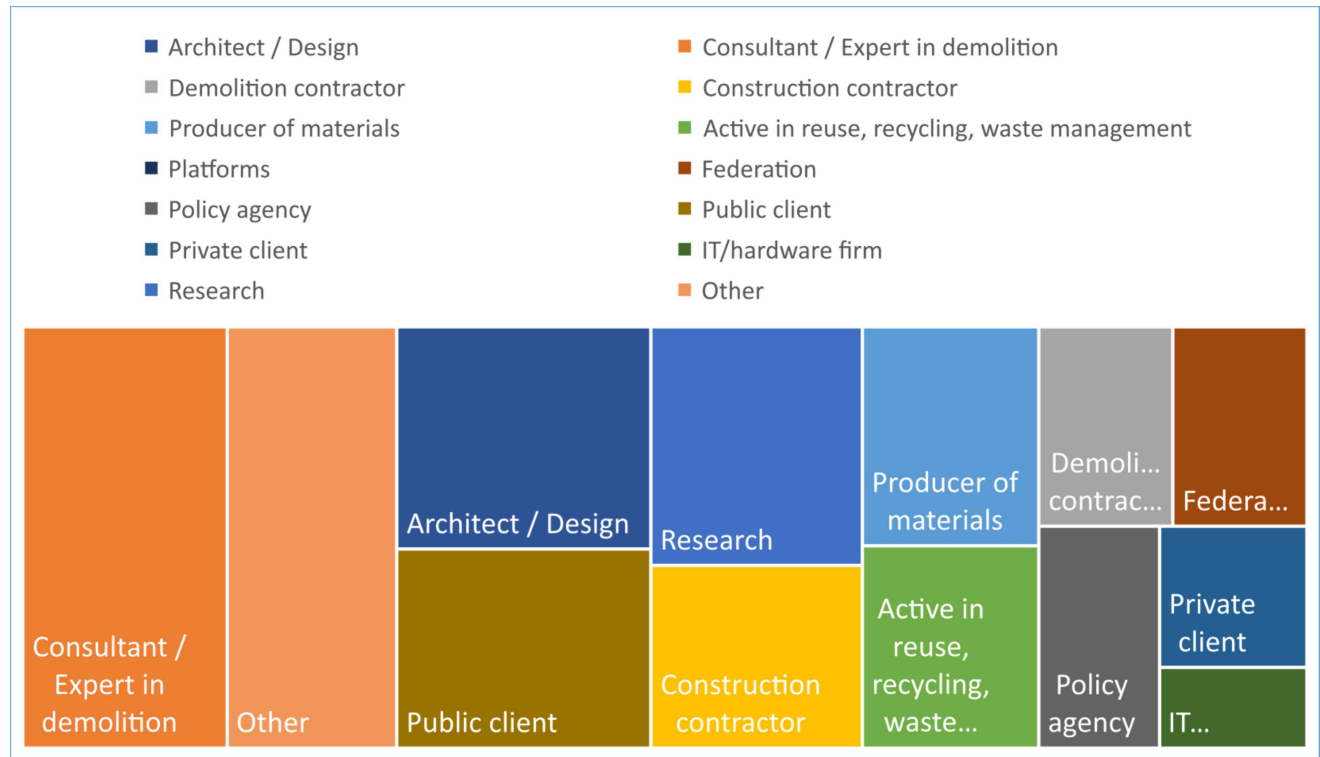 Architect / Design
Consultant / Expert in demolition
Demolition contractor
Construction contractor
Producer of materials
Active in reuse, recycling, waste management
Platforms
Federation
Policy agency
Public client
Private client
IT/hardware firm
Research
Other
Consultant /
Expert in
demolition
Other
Architect / Design
Public client
Research
Construction
contractor
Producer of
materials
Active in
reuse,
recycling,
waste...
Demoli...
contrac...
Federa...
Policy
agency
Private
client
IT...